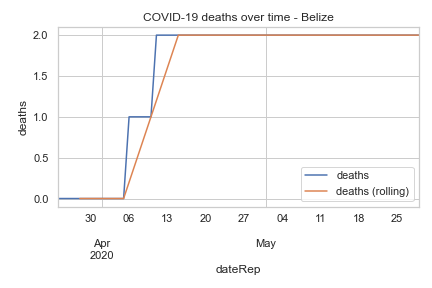 COVID-19 deaths over time - Belize
2.0
1.5
1.0
0.5
0.0
deaths
deaths
deaths (rolling)
30 06 13 20 27 04 11 18 25
Apr May
2020
dateRep